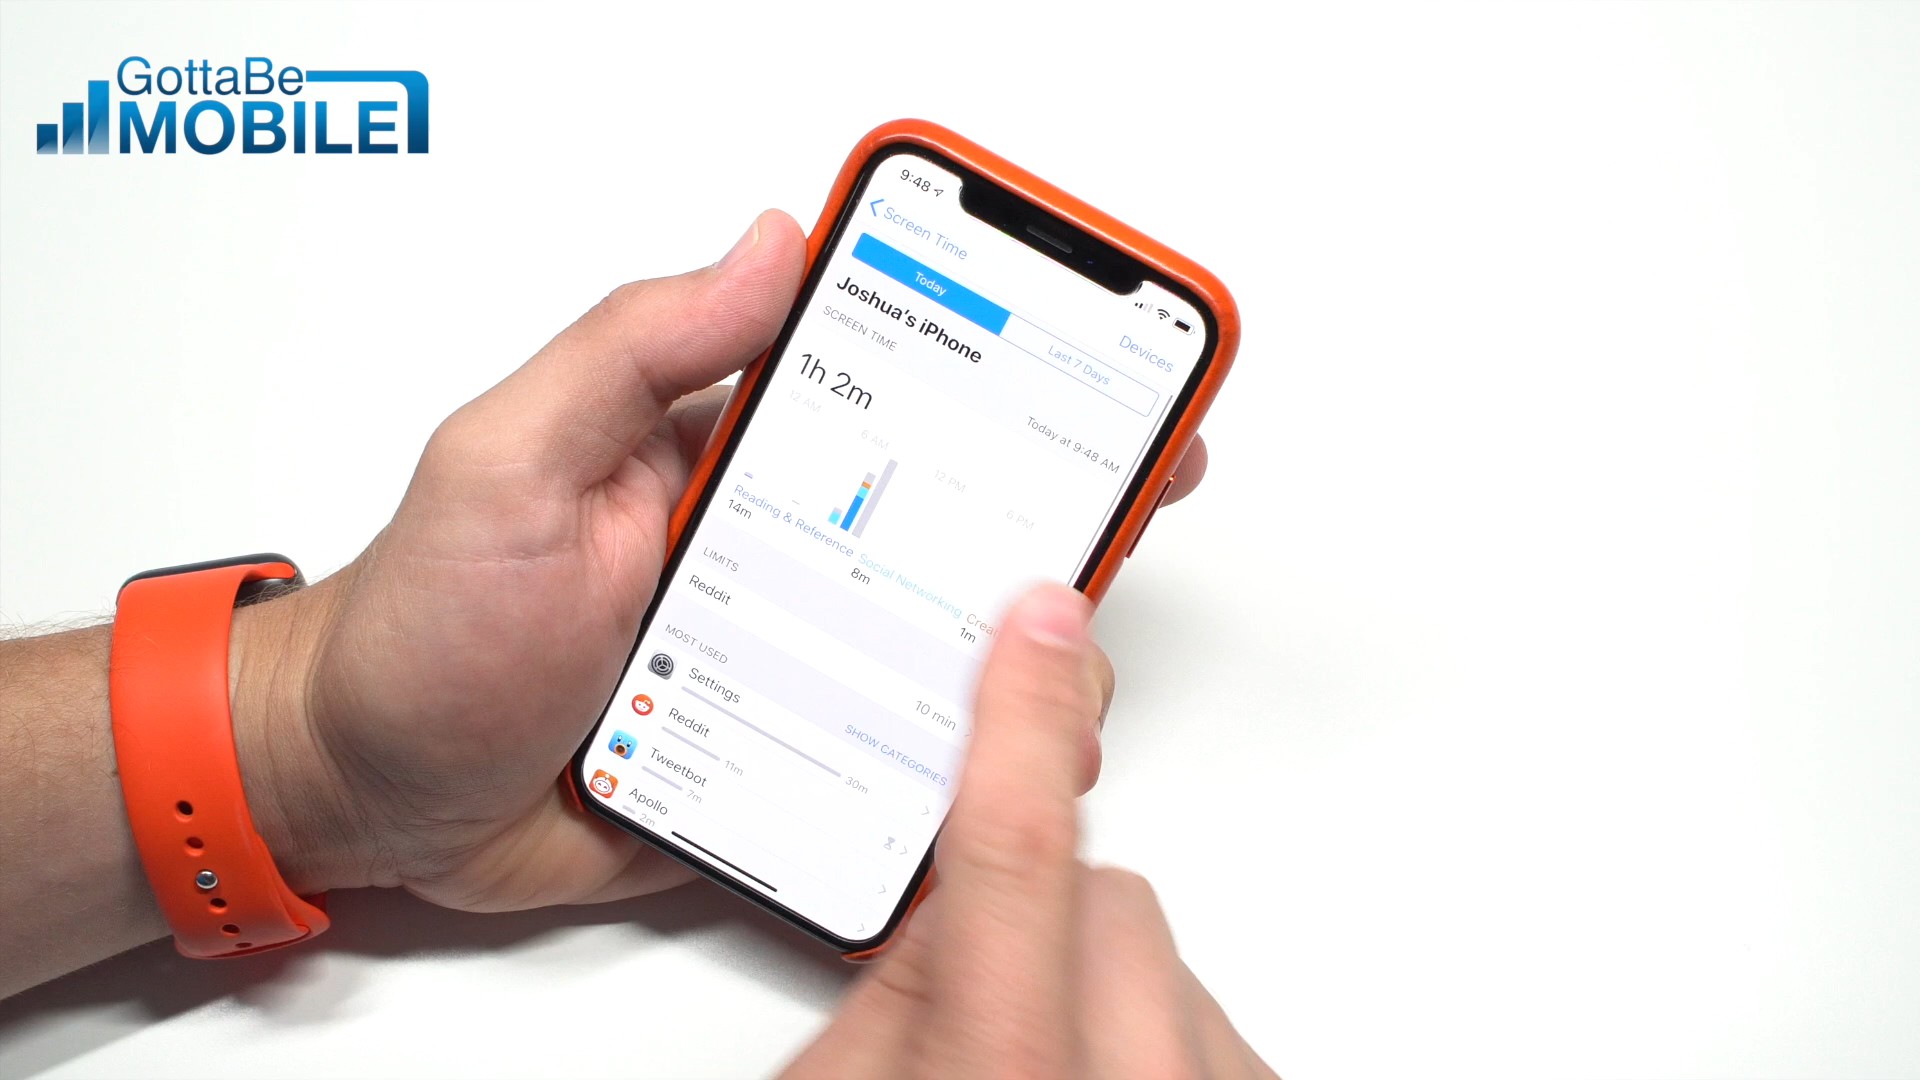 GottaBe
MOBILE
9:48
Screen Time
Devices
Today
Last 7 Days
Joshua's iPhone
SCREEN TIME
Today at 9:48 AM
1h 2m
12 AM
6 AM
12 PM
6 PM
Reading & Reference
14m
Social Networking
8m
1m
LIMITS
Reddit
10 min
MOST USED
SHOW CATEGORIES
Settings
30m
Reddit
11m
Tweetbot
7m
Apollo
2m